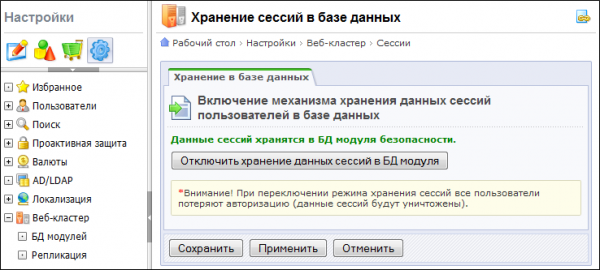 Настройки
Избранное
Пользователи
Поиск
Проактивная защита
Валюты
AD/LDAP
Локализация
Веб-кластер
БД модулей
Репликация
Хранение сессий в базе данных
Рабочий стол › Настройки › Веб-кластер › Сессии
Хранение в базе данных
Включение механизма хранения данных сессий
пользователей в базе данных
Данные сессий хранятся в БД модуля безопасности.
Отключить хранение данных сессий в БД модуля
*Внимание! При переключении режима хранения сессий все пользователи
потеряют авторизацию (данные сессий будут уничтожены).
Сохранить Применить Отменить